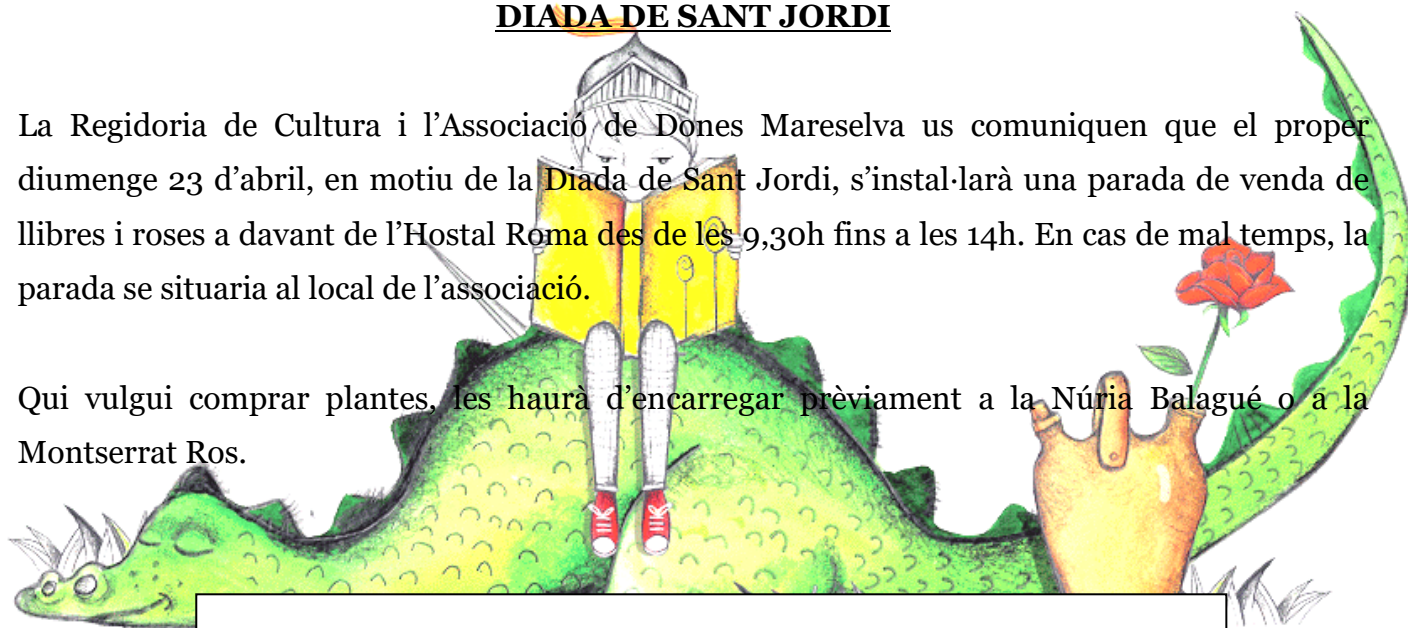 DIADA DE SANT JORDI
La Regidoria de Cultura i l’Associació de Dones Mareselva us comuniquen que el proper
diumenge 23 d’abril, en motiu de la Diada de Sant Jordi, s’instal·larà una parada de venda de
llibres i roses a davant de l’Hostal Roma des de les 9,30h fins a les 14h. En cas de mal temps, la
parada se situaria al local de l’associació.
Qui vulgui comprar plantes, les haurà d’encarregar prèviament a la Núria Balagué o a la
Montserrat Ros.